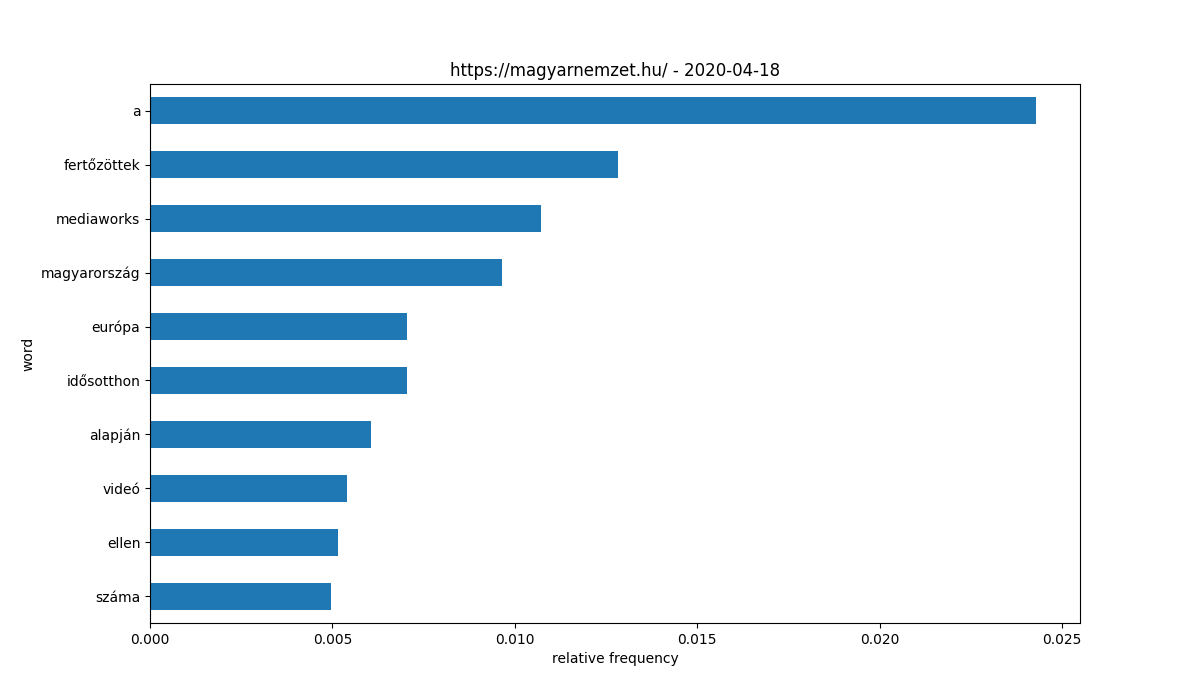 https://magyarnemzet.hu/ - 2020-04-18
a
fertőzöttek
mediaworks
magyarország
európa
idősotthon
alapján
videó
ellen
száma
word
0.000 0.005 0.010 0.015 0.020 0.025
relative frequency